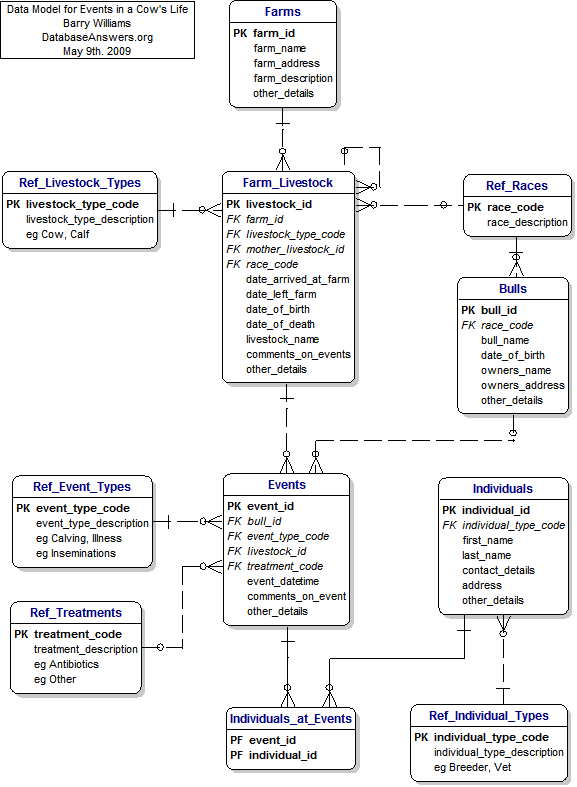 Data Model for Events in a Cow's Life
Barry Williams
DatabaseAnswers.org
May 9th. 2009
Farms
PK farm_id
farm_name
farm_address
farm_description
other_details
Ref_Livestock_Types
PK livestock_type_code
livestock_type_description
eg Cow, Calf
Farm_Livestock
PK livestock_id
FK farm_id
FK livestock_type_code
FK mother_livestock_id
FK race_code
date_arrived_at_farm
date_left_farm
date_of_birth
date_of_death
livestock_name
comments_on_events
other_details
Ref_Races
PK race_code
race_description
Bulls
PK bull_id
FK race_code
bull_name
date_of_birth
owners_name
owners_address
other_details
Ref_Event_Types
PK event_type_code
event_type_description
eg Calving, Illness
eg Inseminations
Events
PK event_id
FK bull_id
FK event_type_code
FK livestock_id
FK treatment_code
event_datetime
comments_on_event
other_details
Individuals
PK individual_id
FK individual_type_code
first_name
last_name
contact_details
address
other_details
Ref_Treatments
PK treatment_code
treatment_description
eg Antibiotics
eg Other
Individuals_at_Events
PF event_id
PF individual_id
Ref_Individual_Types
PK individual_type_code
individual_type_description
eg Breeder, Vet